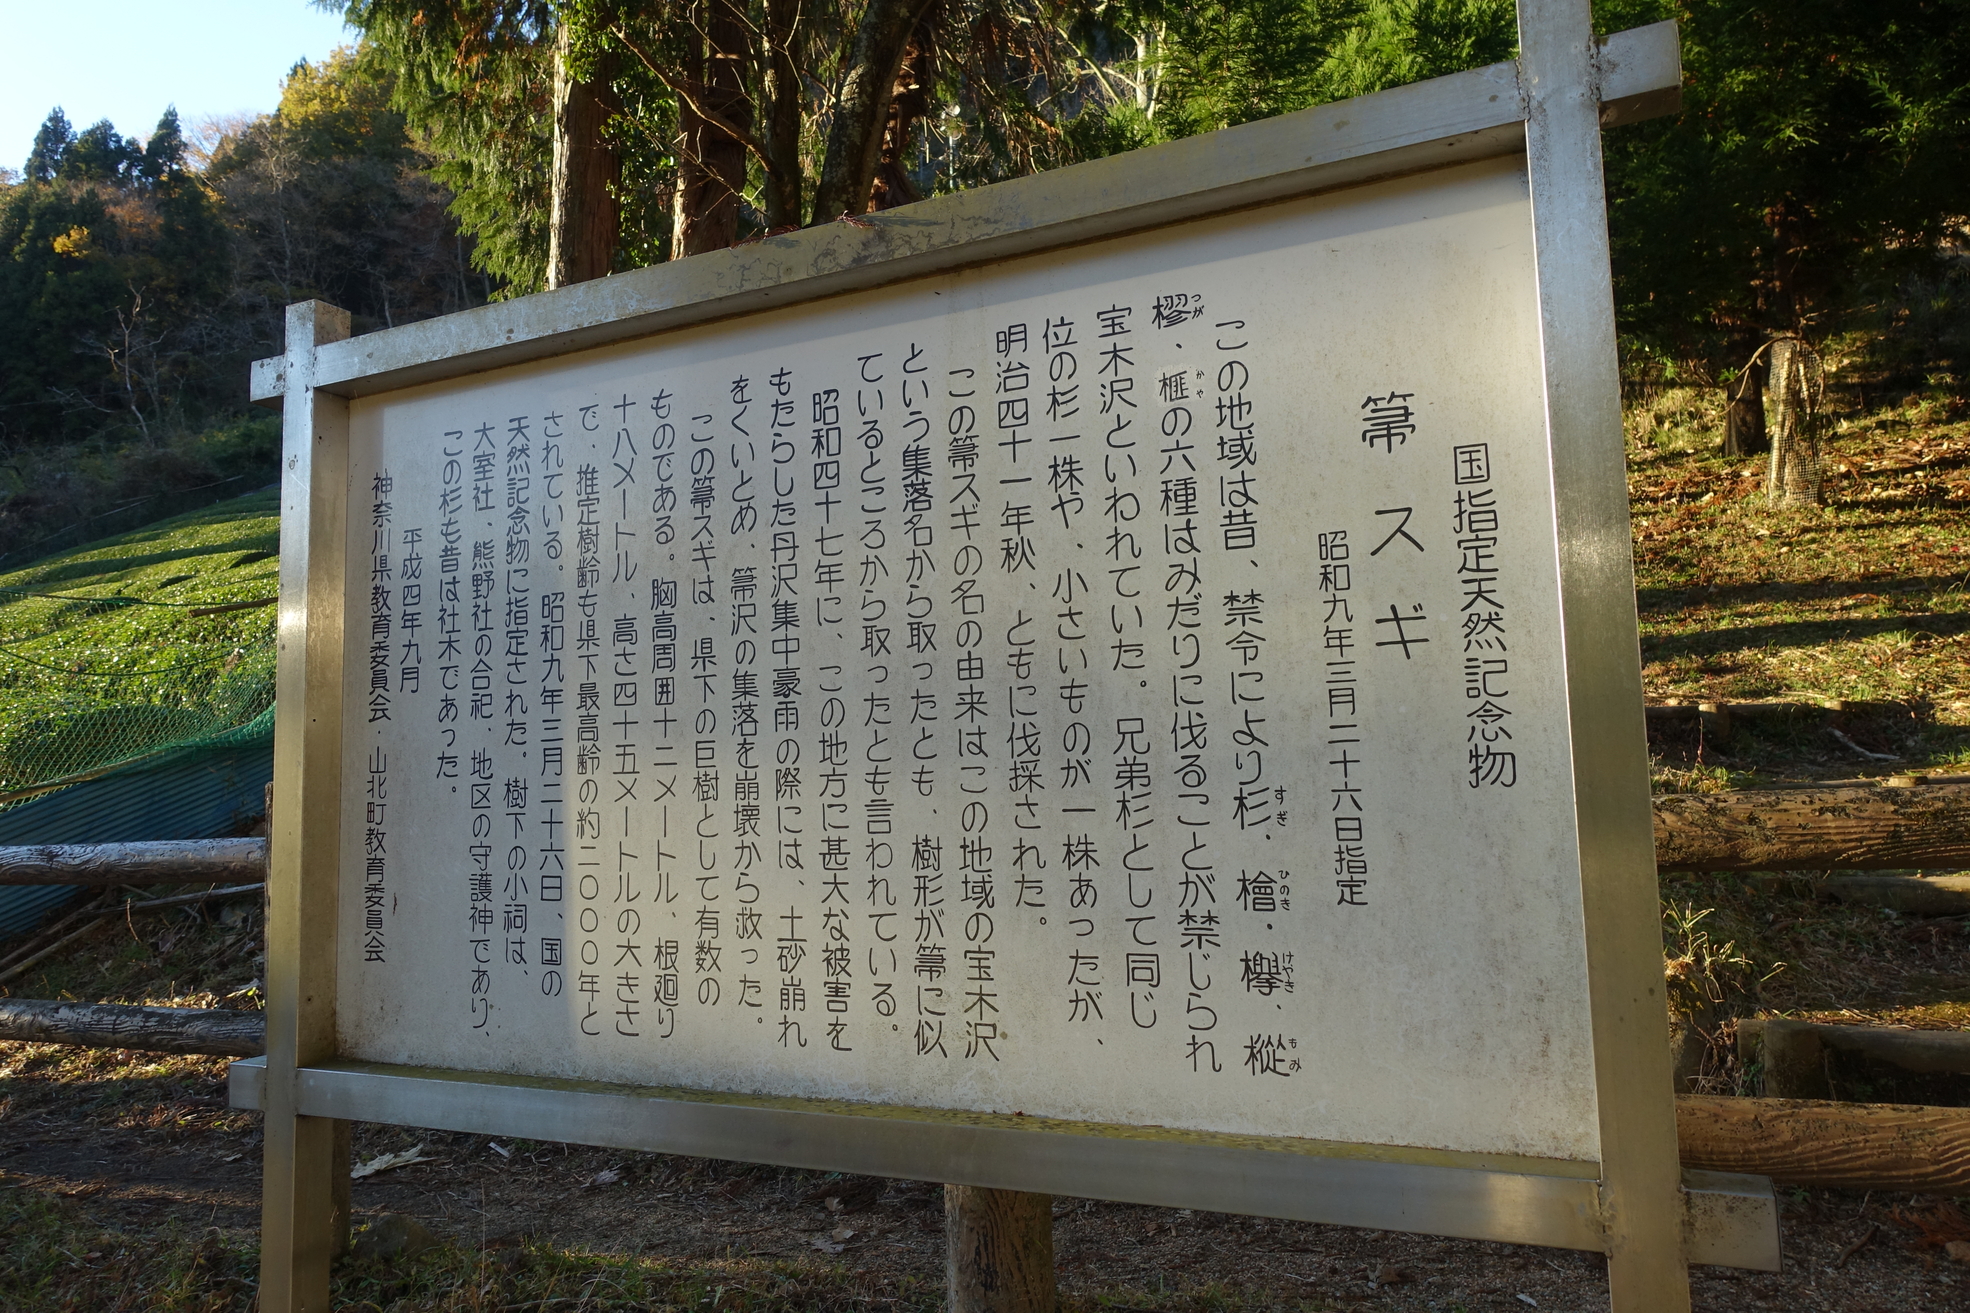 国指定天然記念物
箒スギ
昭和九年三月二十六日指定
この地域は昔、禁令により杉、檜、欅、樅
すぎ
ひのき
けやき
もみ
樛、榧の六種はみだりに伐ることが禁じられ
つが
かや
宝木沢といわれていた。兄弟杉として同じ
位の杉一株や、小さいものが一株あったが、
明治四十一年秋、ともに伐採された。
この箒スギの名の由来はこの地域の宝木沢
という集落名から取ったとも、樹形が箒に似
ているところから取ったとも言われている。
昭和四十七年に、この地方に甚大な被害を
もたらした丹沢集中豪雨の際には、土砂崩れ
をくいとめ、箒沢の集落を崩壊から救った。
この箒スギは、県下の巨樹として有数の
ものである。胸高周囲十二メートル、根廻り
十八メートル、高さ四十五メートルの大きさ
で、推定樹齢も県下最高齢の約二〇〇〇年と
されている。昭和九年三月二十六日、国の
天然記念物に指定された。樹下の小祠は、
大室社、熊野社の合祀、地区の守護神であり、
この杉も昔は社木であった。
平成四年九月
神奈川県教育委員会・山北町教育委員会